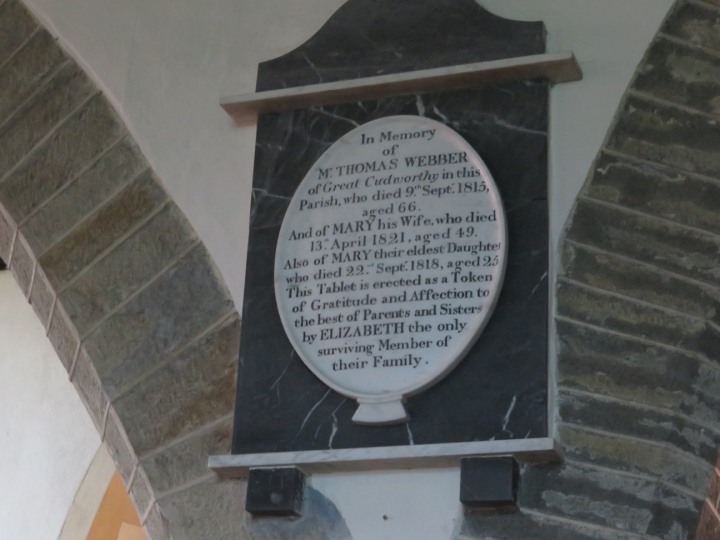 In Memory
of
Mr. THOMAS WEBBER
of Great Cudworthy in this
Parish, who died 9th Sept. 1815,
aged 66.
And of MARY his Wife, who died
13th April 1821, aged 49.
Also of MARY their eldest Daughter
who died 22nd Sept. 1818, aged 25
This Tablet is erected as a Token
of Gratitude and Affection to
the best of Parents and Sisters
by ELIZABETH the only
surviving Member of
their Family.